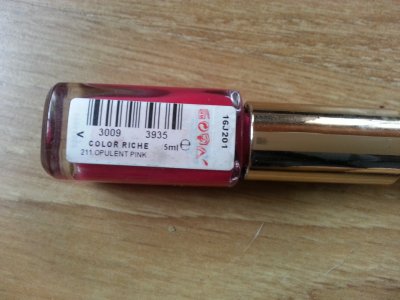 V 3009 3935
COLOR RICHE 5ml e
211 OPULENT PINK
16J201